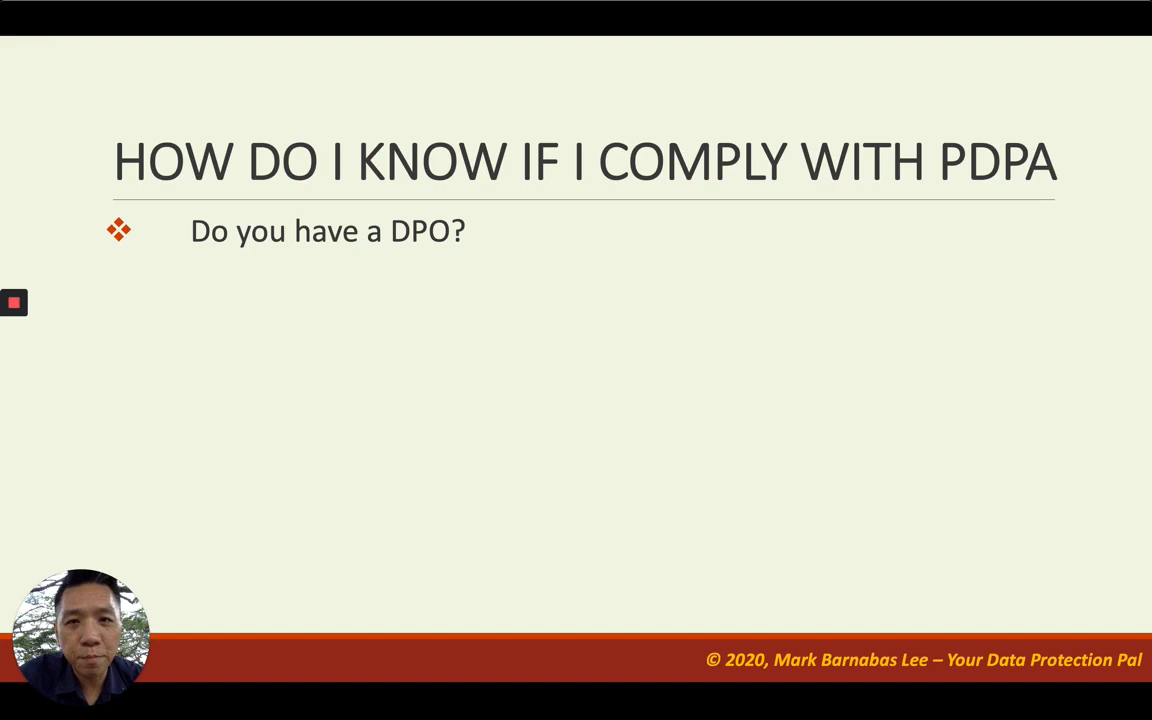 HOW DO I KNOW IF I COMPLY WITH PDPA
Do you have a DPO?
© 2020, Mark Barnabas Lee – Your Data Protection Pal